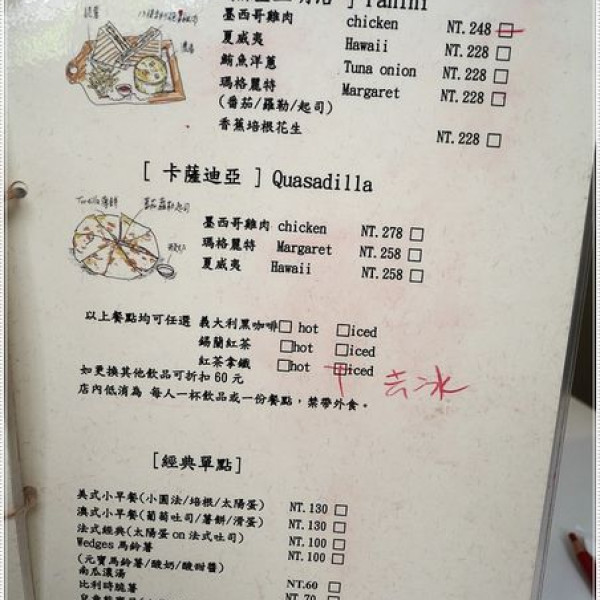 ] Panini
墨西哥雞肉 chicken NT. 248 □
夏威夷 Hawaii NT. 228 □
鮪魚洋蔥 Tuna onion NT. 228 □
瑪格麗特 Margaret NT. 228 □
(番茄/羅勒/起司)
香蕉培根花生 NT. 228 □
[ 卡薩迪亞 ] Quasadilla
墨西哥雞肉 chicken NT. 278 □
瑪格麗特 Margaret NT. 258 □
夏威夷 Hawaii NT. 258 □
以上餐點均可任選 義大利黑咖啡□ hot □iced
錫蘭紅茶 □hot □iced
紅茶拿鐵 □hot □iced
去冰
如更換其他飲品可折扣 60 元
店內低消為 每人一杯飲品或一份餐點，禁帶外食。
[經典單點]
美式小早餐(小圓法/培根/太陽蛋) NT. 130 □
澳式小早餐(葡萄吐司/薯餅/滑蛋) NT. 130 □
法式經典(太陽蛋 on 法式吐司) NT. 100 □
Wedges 馬鈴薯 NT. 100 □
(元寶馬鈴薯/酸奶/酸甜醬)
南瓜濃湯 NT.60 □
比利時脆薯 NT. 70 □